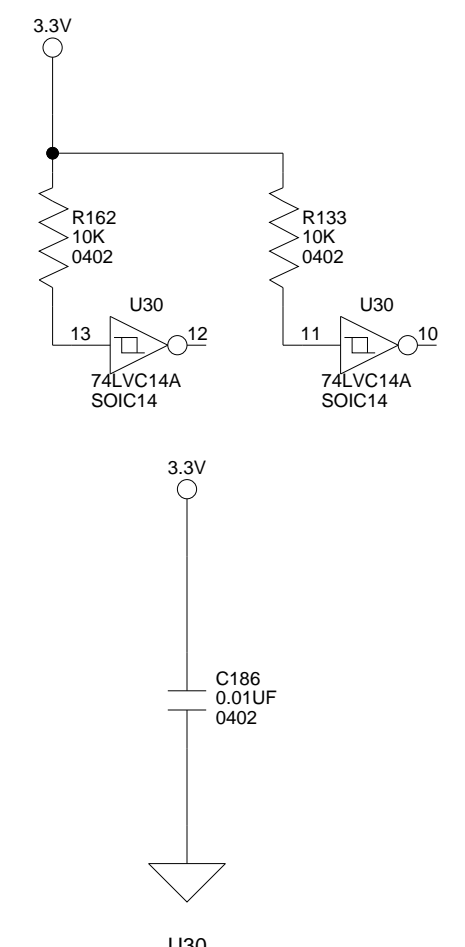 3.3V
R162
10K
0402
R133
10K
0402
U30
13
12
74LVC14A
SOIC14
U30
11
10
74LVC14A
SOIC14
3.3V
C186
0.01UF
0402
U30